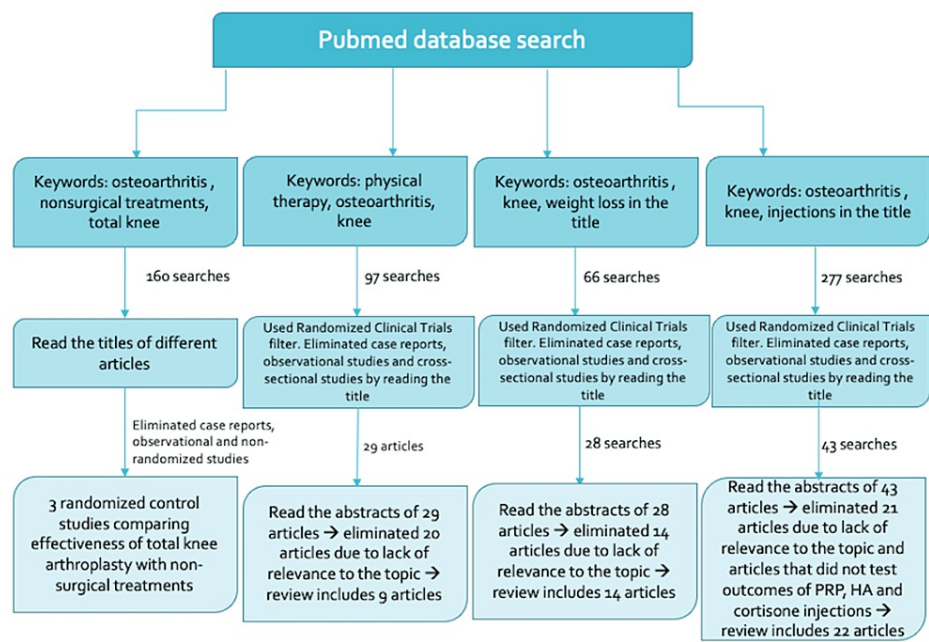 Pubmed database search
Keywords: osteoarthritis ,
nonsurgical treatments,
total knee
Keywords: physical
therapy, osteoarthritis,
knee
Keywords: osteoarthritis ,
knee, weight loss in the
title
Keywords: osteoarthritis ,
knee, injections in the title
160 searches
97 searches
66 searches
277 searches
Read the titles of different
articles
Used Randomized Clinical Trials
filter. Eliminated case reports,
observational studies and cross-
sectional studies by reading the
title
Used Randomized Clinical Trials
filter. Eliminated case reports,
observational studies and cross-
sectional studies by reading the
title
Used Randomized Clinical Trials
filter. Eliminated case reports,
observational studies and cross-
sectional studies by reading the
title
Eliminated case reports,
observational and non-
randomized studies
29 articles
28 searches
43 searches
3 randomized control
studies comparing
effectiveness of total knee
arthroplasty with non-
surgical treatments
Read the abstracts of 29
articles → eliminated 20
articles due to lack of
relevance to the topic →
review includes 9 articles
Read the abstracts of 28
articles → eliminated 14
articles due to lack of
relevance to the topic →
review includes 14 articles
Read the abstracts of 43
articles → eliminated 21
articles due to lack of
relevance to the topic and
articles that did not test
outcomes of PRP, HA and
cortisone injections →
review includes 22 articles